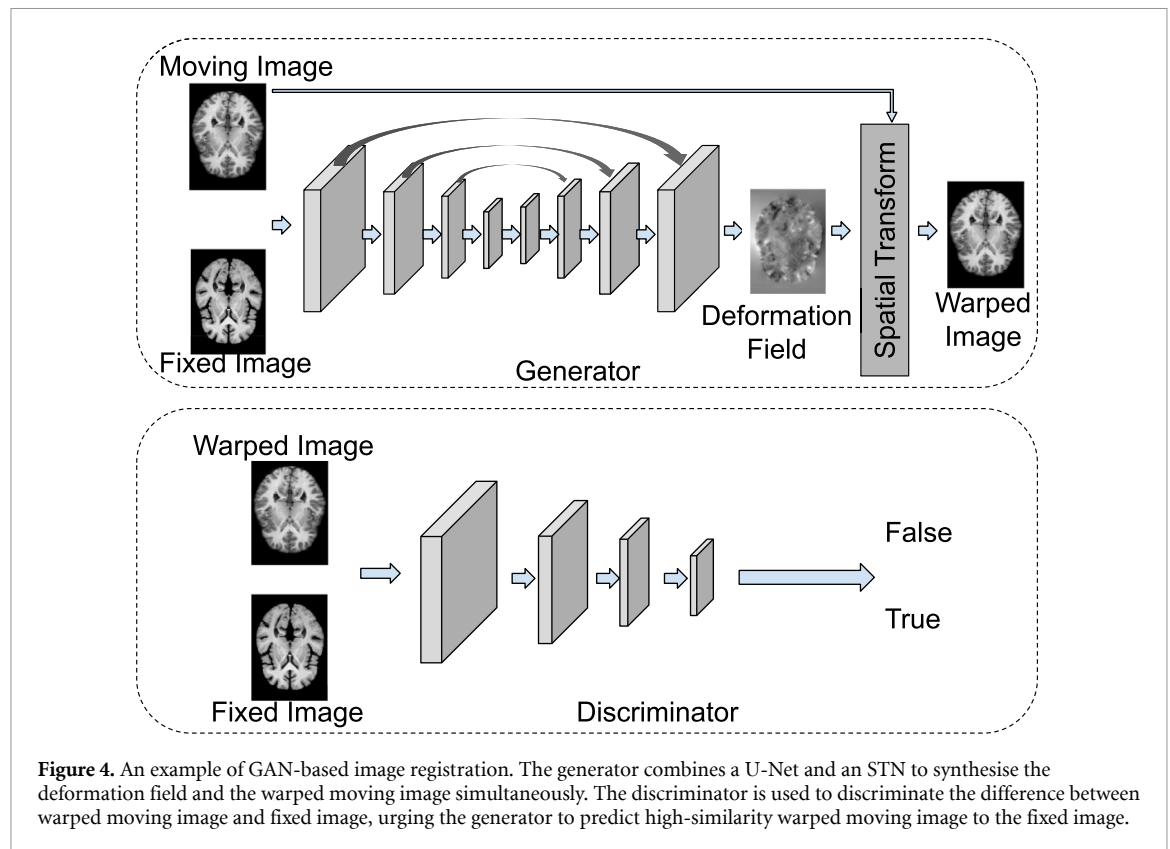 Moving Image
Fixed Image
Generator
Deformation
Field
Spatial Transform
Warped
Image
Warped Image
Fixed Image
Discriminator
False
True
Figure 4. An example of GAN-based image registration. The generator combines a U-Net and an STN to synthesise the
deformation field and the warped moving image simultaneously. The discriminator is used to discriminate the difference between
warped moving image and fixed image, urging the generator to predict high-similarity warped moving image to the fixed image.